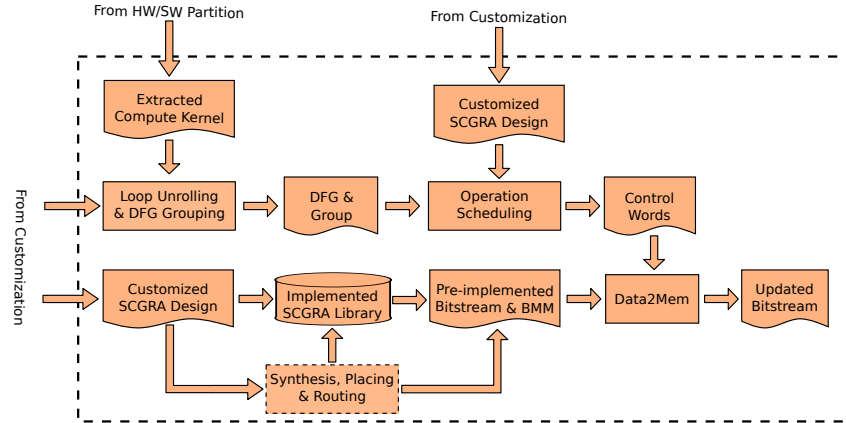 From HW/SW Partition
From Customization
Extracted
Compute Kernel
Customized
SCGRA Design
From Customization
Loop Unrolling
& DFG Grouping
DFG &
Group
Operation
Scheduling
Control
Words
Customized
SCGRA Design
Implemented
SCGRA Library
Pre-implemented
Bitstream & BMM
Data2Mem
Updated
Bitstream
Synthesis, Placing
& Routing